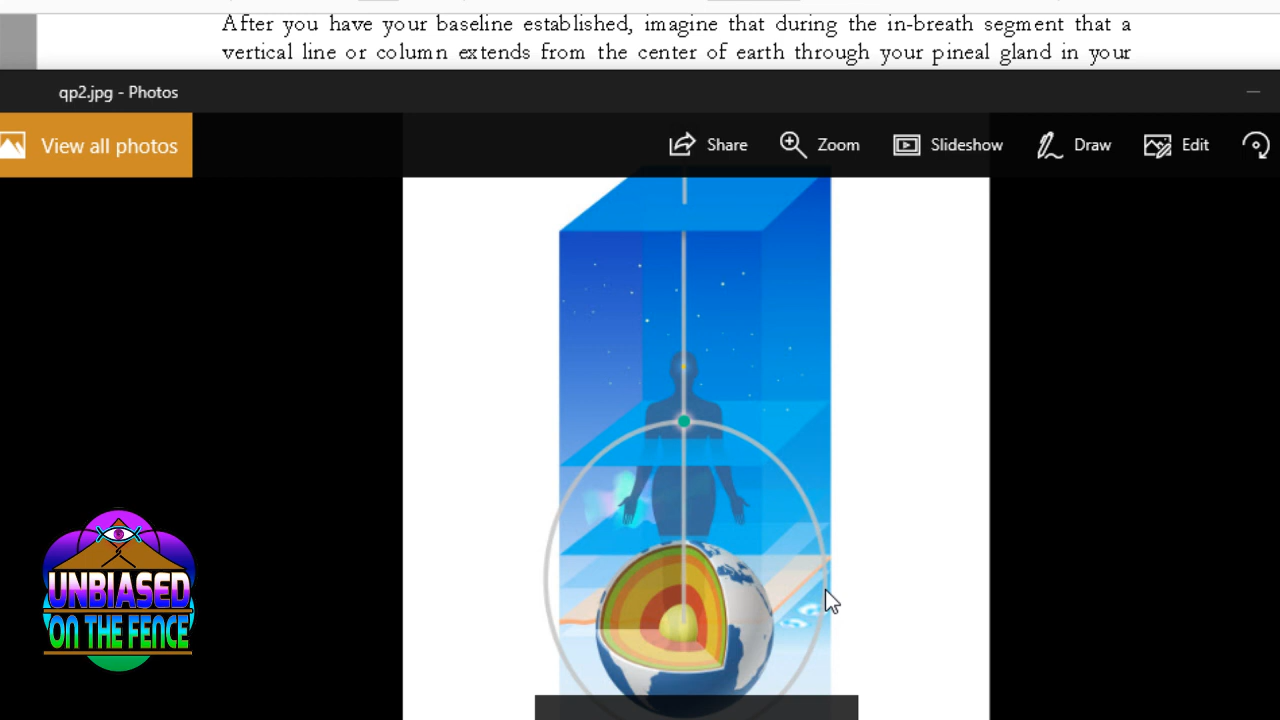 After you have your baseline established, imagine that during the in-breath segment that a
vertical line or column extends from the center of earth through your pineal gland in your
qp2.jpg - Photos
View all photos
Share
Zoom
Slideshow
Draw
Edit
UNBIASED
ON THE FENCE